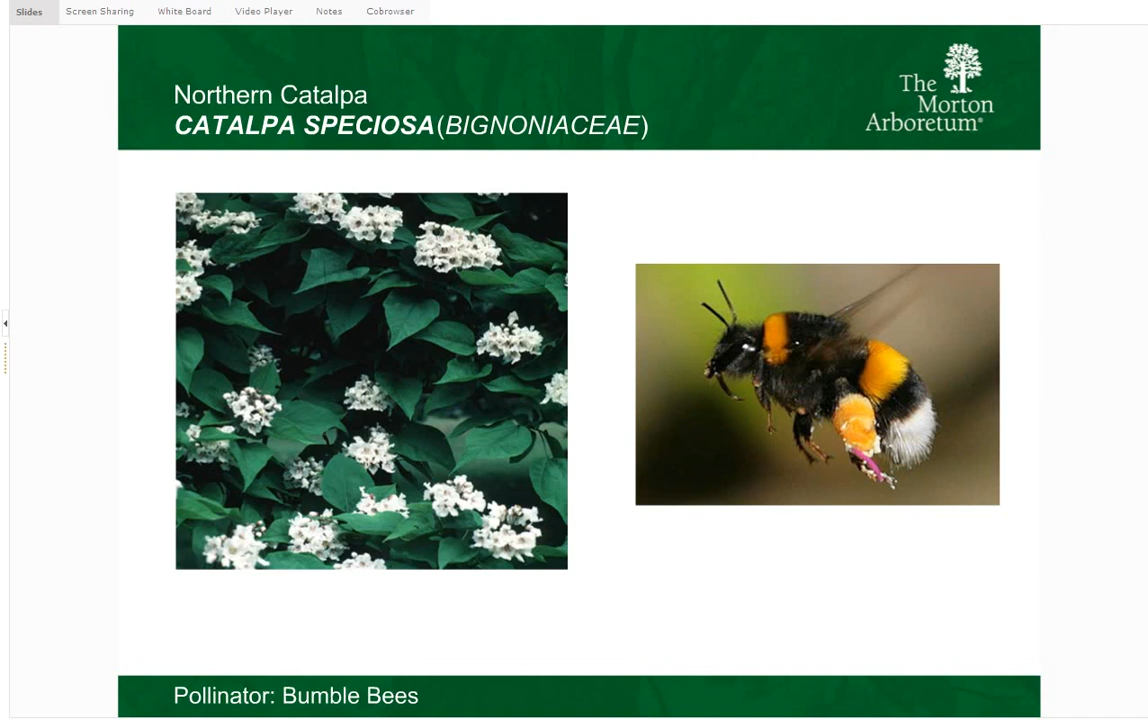 Slides Screen Sharing White Board Video Player Notes Cobrowser
Northern Catalpa
CATALPA SPECIOSA(BIGNONIACEAE)
The
Morton
Arboretum®
Pollinator: Bumble Bees